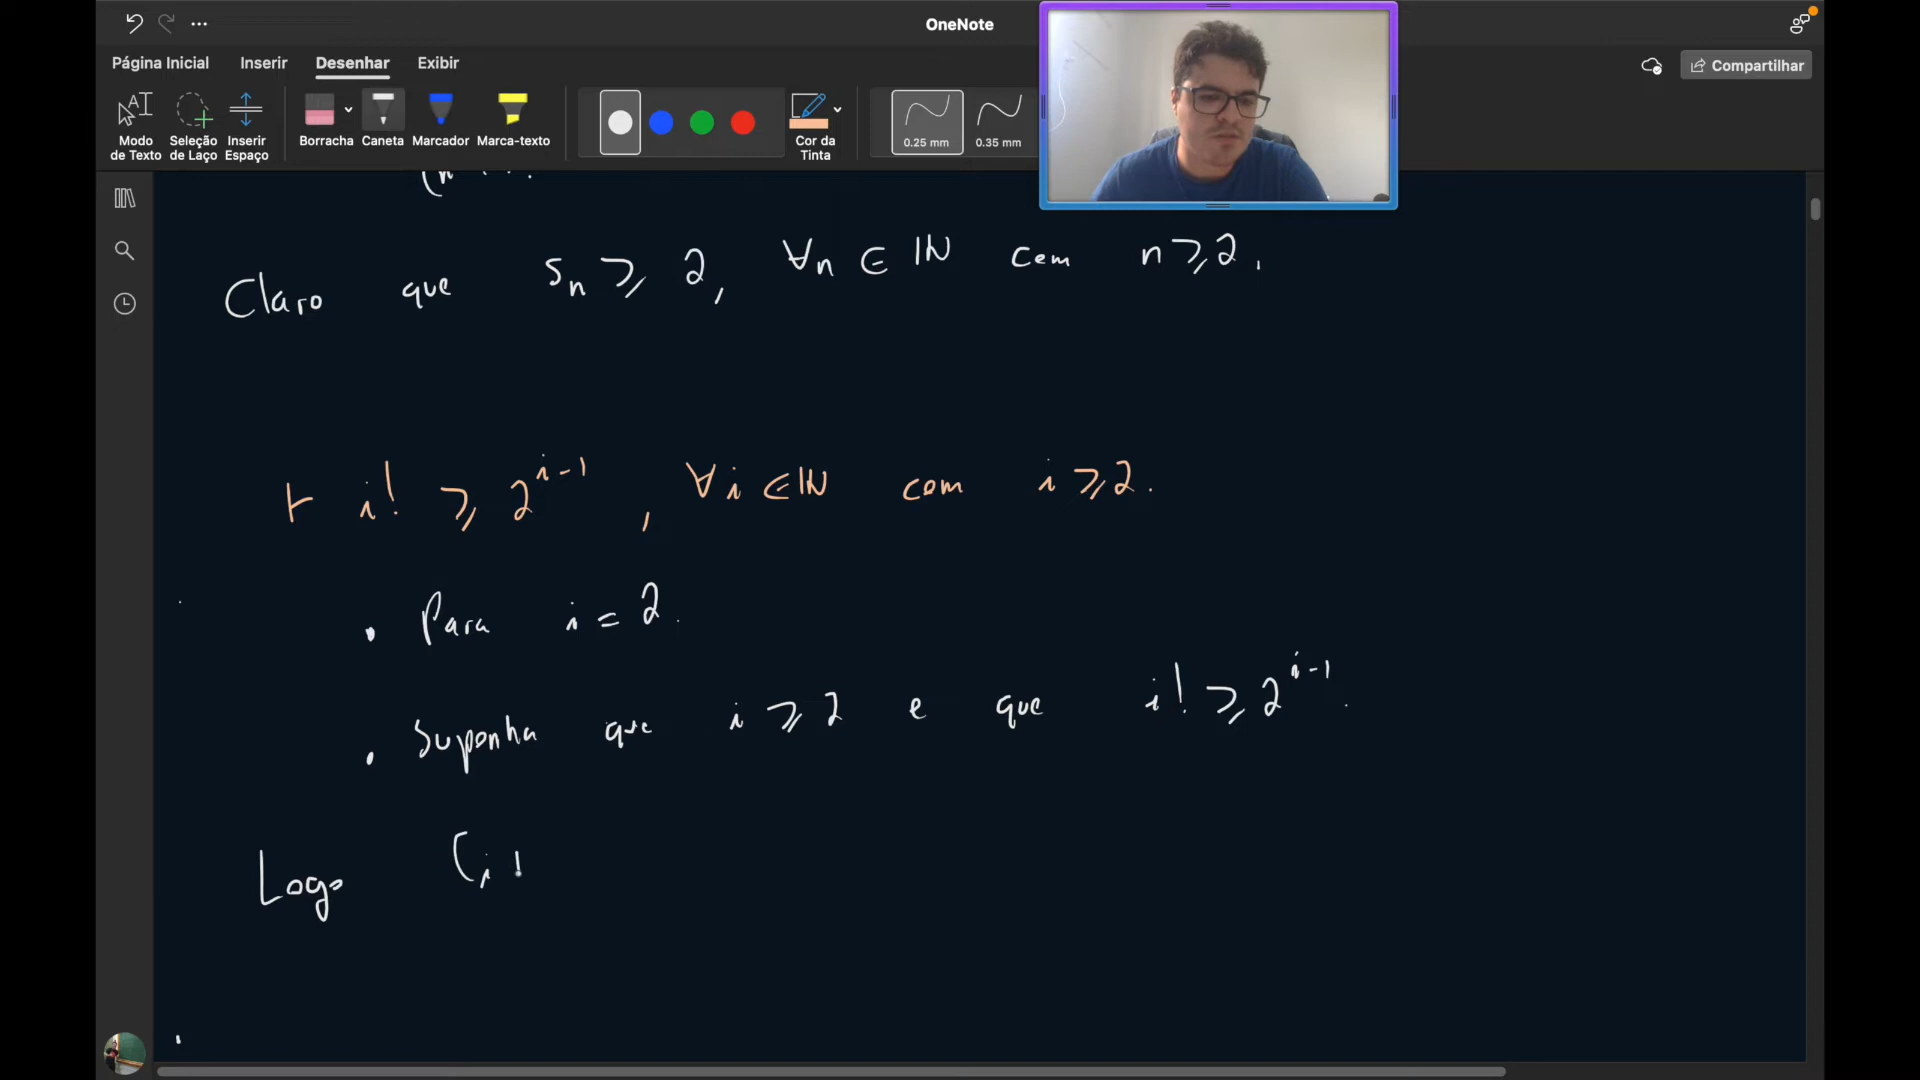 OneNote
Página Inicial Inserir Desenhar Exibir Compartilhar
Modo de Texto Seleção de Laço Inserir Espaço Borracha Caneta Marcador Marca-texto Cor da Tinta 0.25 mm 0.35 mm
Claro que Sn ⩾ 2, ∀n ∈ ℕ com n ⩾ 2.
⊢ i! ⩾ 2^{i-1}, ∀i ∈ ℕ com i ⩾ 2.
• Para i = 2.
• Suponha que i ⩾ 2 e que i! ⩾ 2^{i-1}.
Logo (i